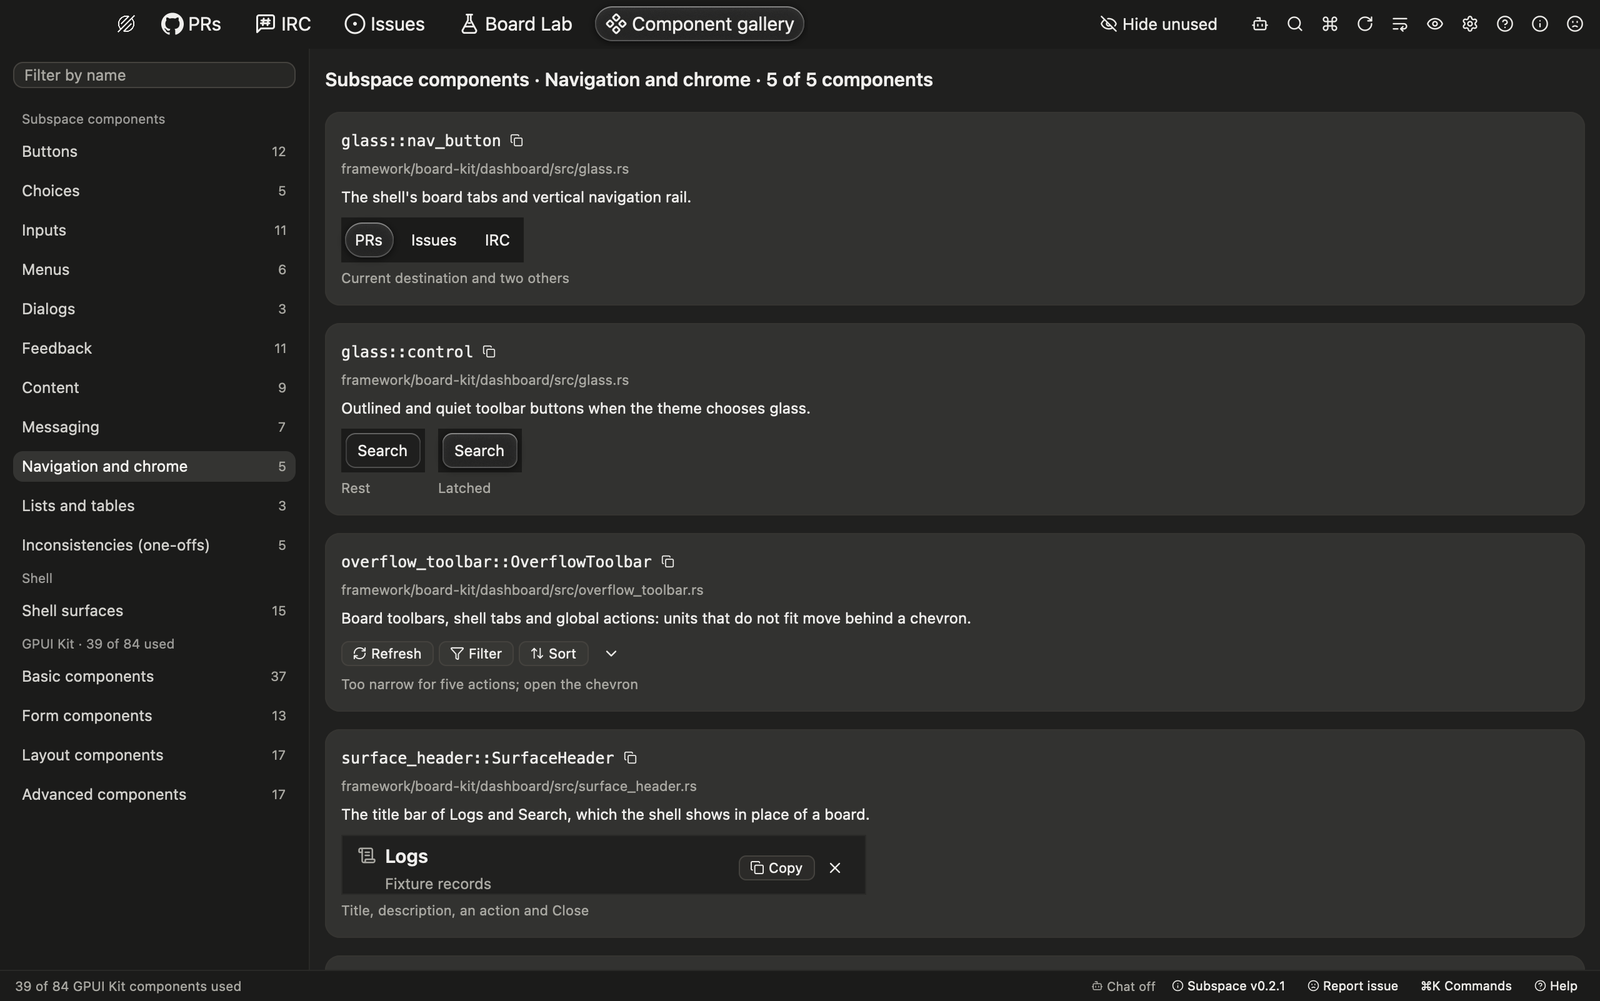 PRs
IRC
Issues
Board Lab
Component gallery
Hide unused
Filter by name
Subspace components
Buttons 12
Choices 5
Inputs 11
Menus 6
Dialogs 3
Feedback 11
Content 9
Messaging 7
Navigation and chrome 5
Lists and tables 3
Inconsistencies (one-offs) 5
Shell
Shell surfaces 15
GPUI Kit · 39 of 84 used
Basic components 37
Form components 13
Layout components 17
Advanced components 17
Subspace components · Navigation and chrome · 5 of 5 components
glass::nav_button
framework/board-kit/dashboard/src/glass.rs
The shell's board tabs and vertical navigation rail.
PRs Issues IRC
Current destination and two others
glass::control
framework/board-kit/dashboard/src/glass.rs
Outlined and quiet toolbar buttons when the theme chooses glass.
Search Search
Rest Latched
overflow_toolbar::OverflowToolbar
framework/board-kit/dashboard/src/overflow_toolbar.rs
Board toolbars, shell tabs and global actions: units that do not fit move behind a chevron.
Refresh Filter Sort
Too narrow for five actions; open the chevron
surface_header::SurfaceHeader
framework/board-kit/dashboard/src/surface_header.rs
The title bar of Logs and Search, which the shell shows in place of a board.
Logs
Fixture records
Copy
Title, description, an action and Close
39 of 84 GPUI Kit components used
Chat off
Subspace v0.2.1
Report issue
⌘K Commands
Help